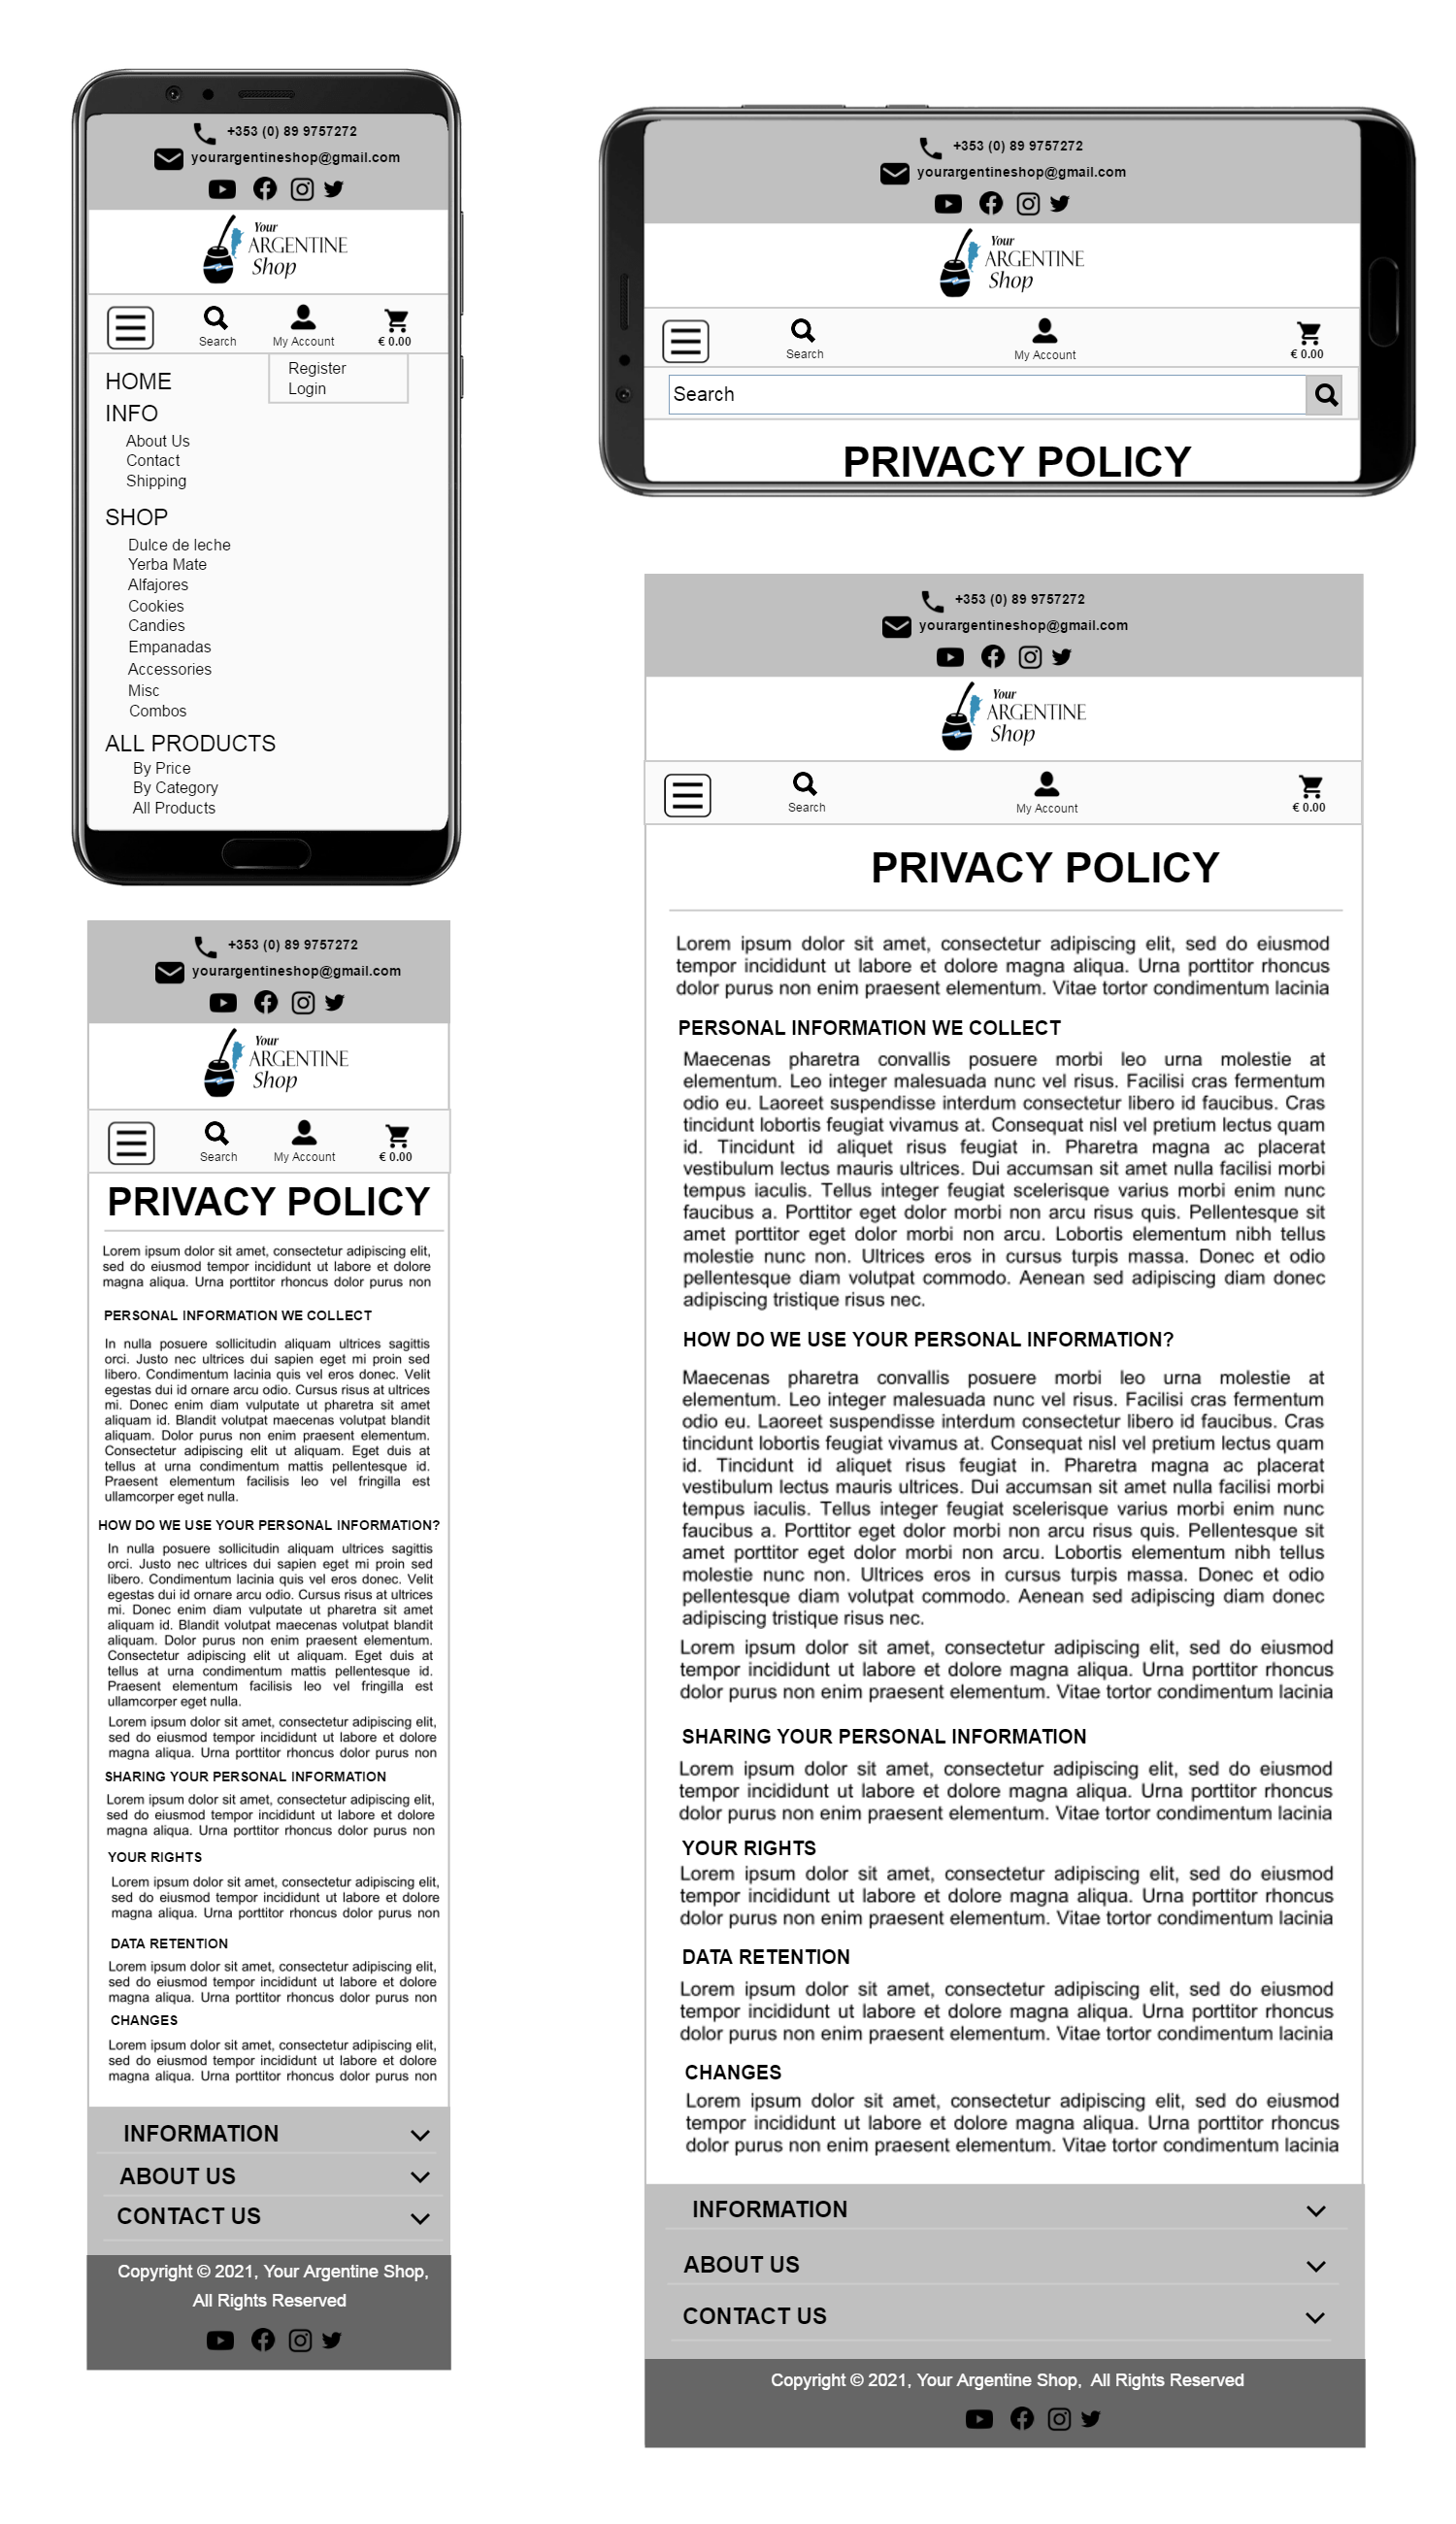 +353 (0) 89 9757272
yourargentineshop@gmail.com
Your
ARGENTINE
Shop
Search
My Account
€ 0.00
Register
Login
HOME
INFO
About Us
Contact
Shipping
SHOP
Dulce de leche
Yerba Mate
Alfajores
Cookies
Candies
Empanadas
Accessories
Misc
Combos
ALL PRODUCTS
By Price
By Category
All Products
+353 (0) 89 9757272
yourargentineshop@gmail.com
Your
ARGENTINE
Shop
Search
My Account
€ 0.00
Search
PRIVACY POLICY
+353 (0) 89 9757272
yourargentineshop@gmail.com
Your
ARGENTINE
Shop
Search
My Account
€ 0.00
PRIVACY POLICY
Lorem ipsum dolor sit amet, consectetur adipiscing elit,
sed do eiusmod tempor incididunt ut labore et dolore
magna aliqua. Urna porttitor rhoncus dolor purus non
PERSONAL INFORMATION WE COLLECT
In nulla posuere sollicitudin aliquam ultrices sagittis
orci. Justo nec ultrices dui sapien eget mi proin sed
libero. Condimentum lacinia quis vel eros donec. Velit
egestas dui id ornare arcu odio. Cursus risus at ultrices
mi. Donec enim diam vulputate ut pharetra sit amet
aliquam id. Blandit volutpat maecenas volutpat blandit
aliquam. Dolor purus non enim praesent elementum.
Consectetur adipiscing elit ut aliquam. Eget duis at
tellus at urna condimentum mattis pellentesque id.
Praesent elementum facilisis leo vel fringilla est
ullamcorper eget nulla.
HOW DO WE USE YOUR PERSONAL INFORMATION?
In nulla posuere sollicitudin aliquam ultrices sagittis
orci. Justo nec ultrices dui sapien eget mi proin sed
libero. Condimentum lacinia quis vel eros donec. Velit
egestas dui id ornare arcu odio. Cursus risus at ultrices
mi. Donec enim diam vulputate ut pharetra sit amet
aliquam id. Blandit volutpat maecenas volutpat blandit
aliquam. Dolor purus non enim praesent elementum.
Consectetur adipiscing elit ut aliquam. Eget duis at
tellus at urna condimentum mattis pellentesque id.
Praesent elementum facilisis leo vel fringilla est
ullamcorper eget nulla.
Lorem ipsum dolor sit amet, consectetur adipiscing elit,
sed do eiusmod tempor incididunt ut labore et dolore
magna aliqua. Urna porttitor rhoncus dolor purus non
SHARING YOUR PERSONAL INFORMATION
Lorem ipsum dolor sit amet, consectetur adipiscing elit,
sed do eiusmod tempor incididunt ut labore et dolore
magna aliqua. Urna porttitor rhoncus dolor purus non
YOUR RIGHTS
Lorem ipsum dolor sit amet, consectetur adipiscing elit,
sed do eiusmod tempor incididunt ut labore et dolore
magna aliqua. Urna porttitor rhoncus dolor purus non
DATA RETENTION
Lorem ipsum dolor sit amet, consectetur adipiscing elit,
sed do eiusmod tempor incididunt ut labore et dolore
magna aliqua. Urna porttitor rhoncus dolor purus non
CHANGES
Lorem ipsum dolor sit amet, consectetur adipiscing elit,
sed do eiusmod tempor incididunt ut labore et dolore
magna aliqua. Urna porttitor rhoncus dolor purus non
INFORMATION
ABOUT US
CONTACT US
Copyright © 2021, Your Argentine Shop,
All Rights Reserved
+353 (0) 89 9757272
yourargentineshop@gmail.com
Your
ARGENTINE
Shop
Search
My Account
€ 0.00
PRIVACY POLICY
Lorem ipsum dolor sit amet, consectetur adipiscing elit, sed do eiusmod
tempor incididunt ut labore et dolore magna aliqua. Urna porttitor rhoncus
dolor purus non enim praesent elementum. Vitae tortor condimentum lacinia
PERSONAL INFORMATION WE COLLECT
Maecenas pharetra convallis posuere morbi leo urna molestie at
elementum. Leo integer malesuada nunc vel risus. Facilisi cras fermentum
odio eu. Laoreet suspendisse interdum consectetur libero id faucibus. Cras
tincidunt lobortis feugiat vivamus at. Consequat nisl vel pretium lectus quam
id. Tincidunt id aliquet risus feugiat in. Pharetra magna ac placerat
vestibulum lectus mauris ultrices. Dui accumsan sit amet nulla facilisi morbi
tempus iaculis. Tellus integer feugiat scelerisque varius morbi enim nunc
faucibus a. Porttitor eget dolor morbi non arcu risus quis. Pellentesque sit
amet porttitor eget dolor morbi non arcu. Lobortis elementum nibh tellus
molestie nunc non. Ultrices eros in cursus turpis massa. Donec et odio
pellentesque diam volutpat commodo. Aenean sed adipiscing diam donec
adipiscing tristique risus nec.
HOW DO WE USE YOUR PERSONAL INFORMATION?
Maecenas pharetra convallis posuere morbi leo urna molestie at
elementum. Leo integer malesuada nunc vel risus. Facilisi cras fermentum
odio eu. Laoreet suspendisse interdum consectetur libero id faucibus. Cras
tincidunt lobortis feugiat vivamus at. Consequat nisl vel pretium lectus quam
id. Tincidunt id aliquet risus feugiat in. Pharetra magna ac placerat
vestibulum lectus mauris ultrices. Dui accumsan sit amet nulla facilisi morbi
tempus iaculis. Tellus integer feugiat scelerisque varius morbi enim nunc
faucibus a. Porttitor eget dolor morbi non arcu risus quis. Pellentesque sit
amet porttitor eget dolor morbi non arcu. Lobortis elementum nibh tellus
molestie nunc non. Ultrices eros in cursus turpis massa. Donec et odio
pellentesque diam volutpat commodo. Aenean sed adipiscing diam donec
adipiscing tristique risus nec.
Lorem ipsum dolor sit amet, consectetur adipiscing elit, sed do eiusmod
tempor incididunt ut labore et dolore magna aliqua. Urna porttitor rhoncus
dolor purus non enim praesent elementum. Vitae tortor condimentum lacinia
SHARING YOUR PERSONAL INFORMATION
Lorem ipsum dolor sit amet, consectetur adipiscing elit, sed do eiusmod
tempor incididunt ut labore et dolore magna aliqua. Urna porttitor rhoncus
dolor purus non enim praesent elementum. Vitae tortor condimentum lacinia
YOUR RIGHTS
Lorem ipsum dolor sit amet, consectetur adipiscing elit, sed do eiusmod
tempor incididunt ut labore et dolore magna aliqua. Urna porttitor rhoncus
dolor purus non enim praesent elementum. Vitae tortor condimentum lacinia
DATA RETENTION
Lorem ipsum dolor sit amet, consectetur adipiscing elit, sed do eiusmod
tempor incididunt ut labore et dolore magna aliqua. Urna porttitor rhoncus
dolor purus non enim praesent elementum. Vitae tortor condimentum lacinia
CHANGES
Lorem ipsum dolor sit amet, consectetur adipiscing elit, sed do eiusmod
tempor incididunt ut labore et dolore magna aliqua. Urna porttitor rhoncus
dolor purus non enim praesent elementum. Vitae tortor condimentum lacinia
INFORMATION
ABOUT US
CONTACT US
Copyright © 2021, Your Argentine Shop, All Rights Reserved